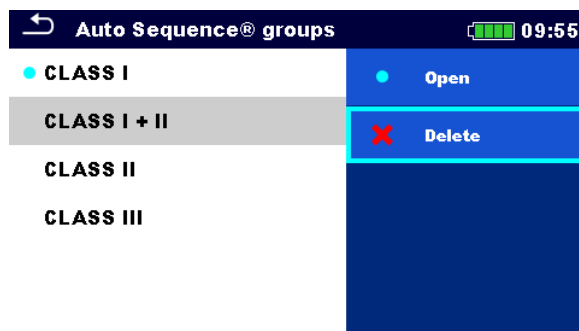 Auto Sequence® groups 09:55
CLASS I
Open
CLASS I + II
Delete
CLASS II
CLASS III